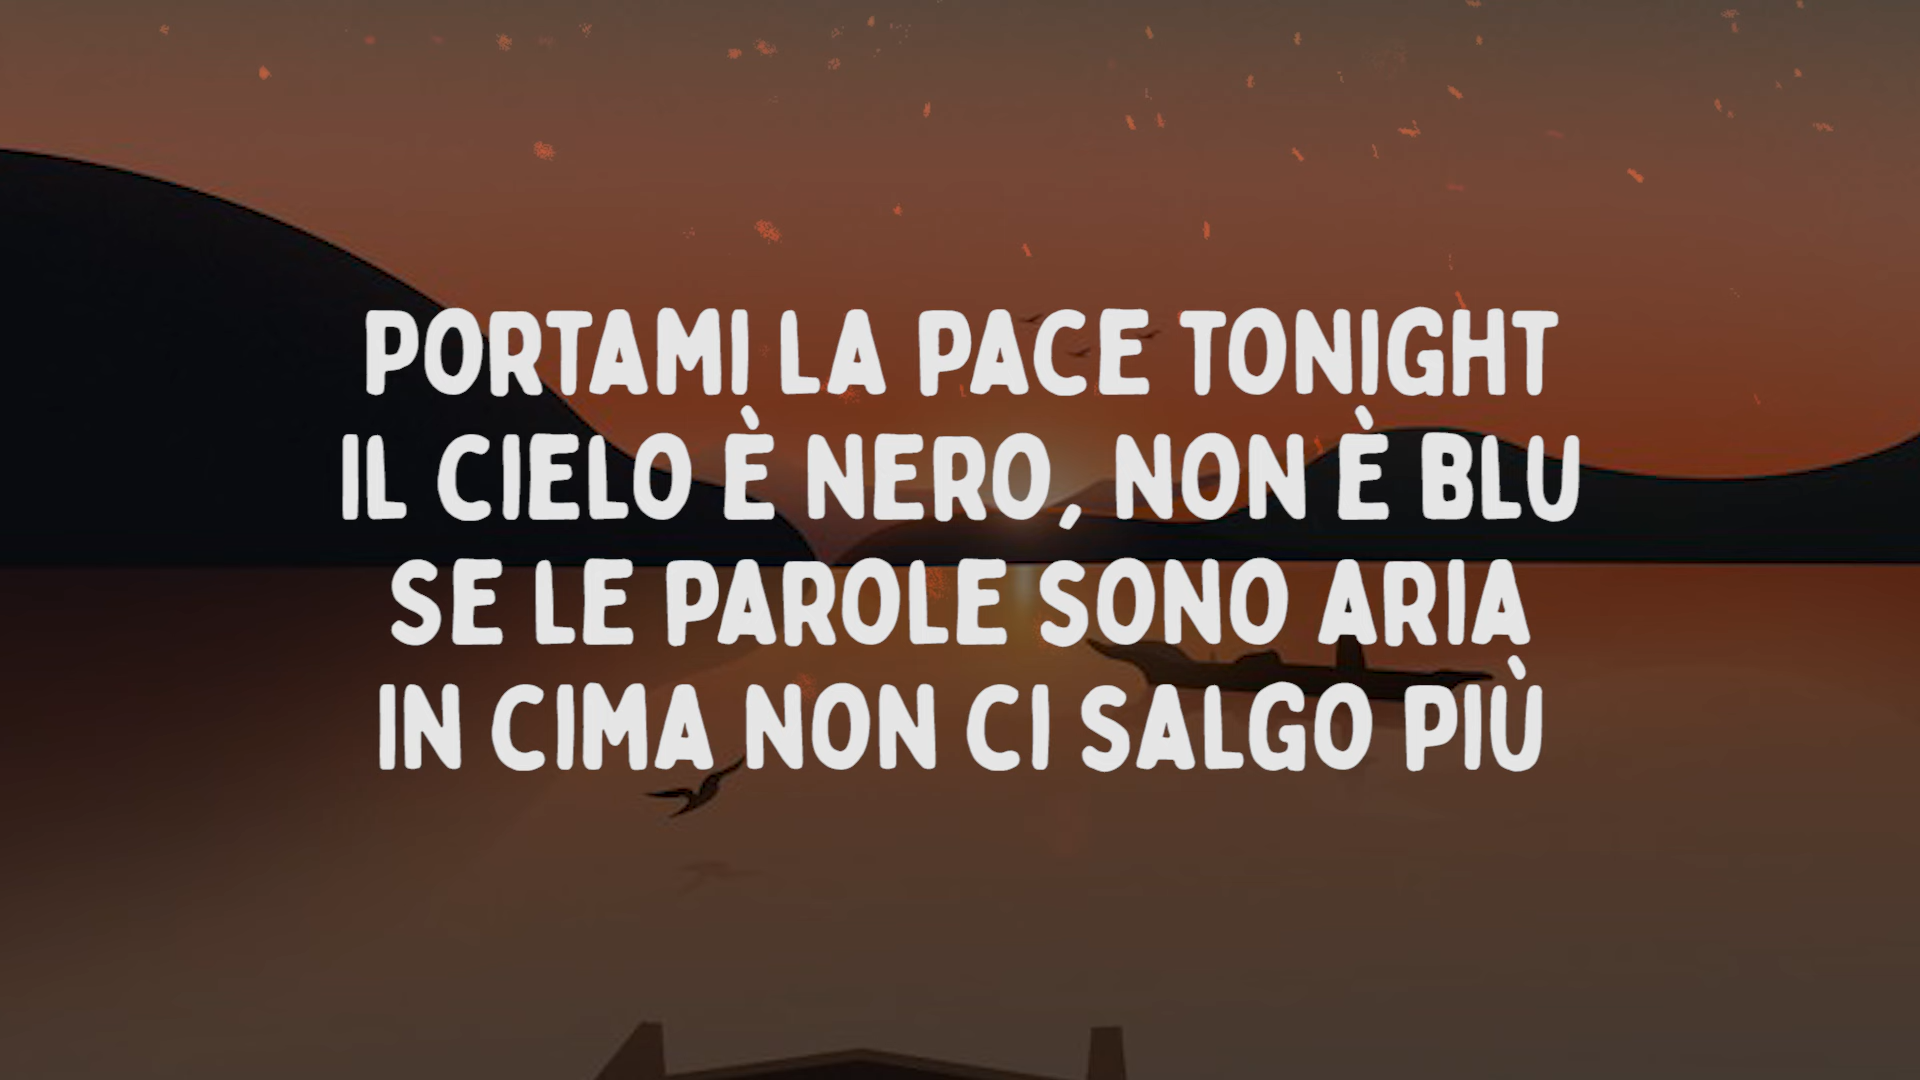 PORTAMI LA PACE TONIGHT
IL CIELO È NERO, NON È BLU
SE LE PAROLE SONO ARIA
IN CIMA NON CI SALGO PIÙ